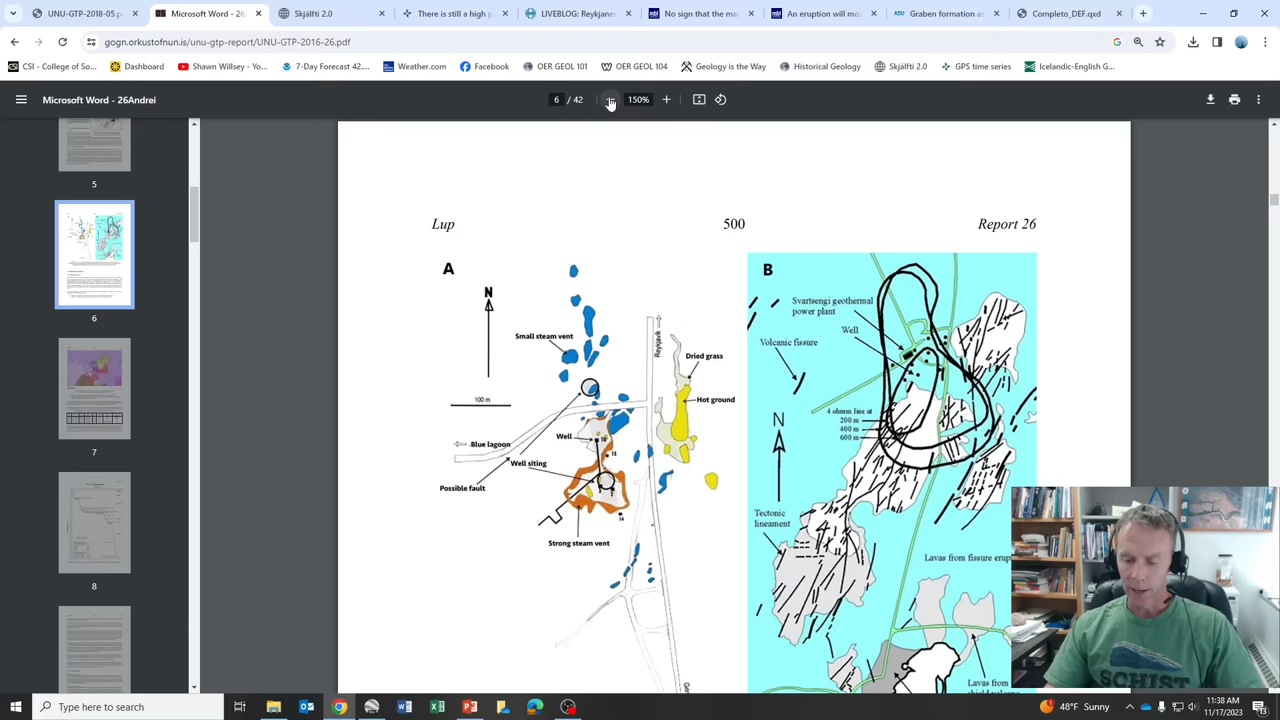 UNU-GTP-2018-05.
Microsoft Word - 26A
Skjálfti 2.0
There is still a high p
LIVEBLOG: Reykjane
No sign that the ma
An eruption will mos
Graben formation as
Completo_DEF.qxd
gogn.orkustofnun.is/unu-gtp-report/UNU-GTP-2016-26.pdf
CSI - College of So...
Dashboard
Shawn Willsey - Yo...
7-Day Forecast 42....
Weather.com
Facebook
OER GEOL 101
OER GEOL 104
Geology is the Way
Historical Geology
Skjálfti 2.0
GPS time series
Icelandic-English G...
Microsoft Word - 26Andrei
6 / 42
150%
5
6
7
8
Lup
500
Report 26
A
N
100 m
Small steam vent
Reykjavik
Dried grass
Hot ground
Blue lagoon
Well
Well siting
Possible fault
Strong steam vent
14
B
Svartsengi geothermal
power plant
Well
Volcanic fissure
N
4 ohm line at
200 m
400 m
600 m
Tectonic
lineament
Lavas from fissure erup
Lavas from
SCHIST
Type here to search
48°F Sunny
11:38 AM
11/17/2023